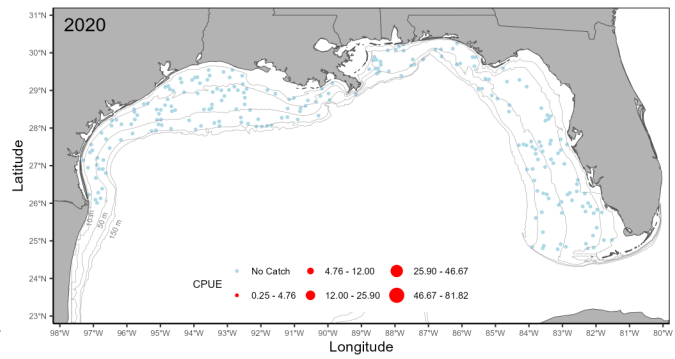 2020
31°N
30°N
29°N
28°N
27°N
26°N
25°N
24°N
23°N
Latitude
10 m
50 m
150 m
CPUE
No Catch
4.76 - 12.00
25.90 - 46.67
0.25 - 4.76
12.00 - 25.90
46.67 - 81.82
98°W 97°W 96°W 95°W 94°W 93°W 92°W 91°W 90°W 89°W 88°W 87°W 86°W 85°W 84°W 83°W 82°W 81°W 80°W
Longitude